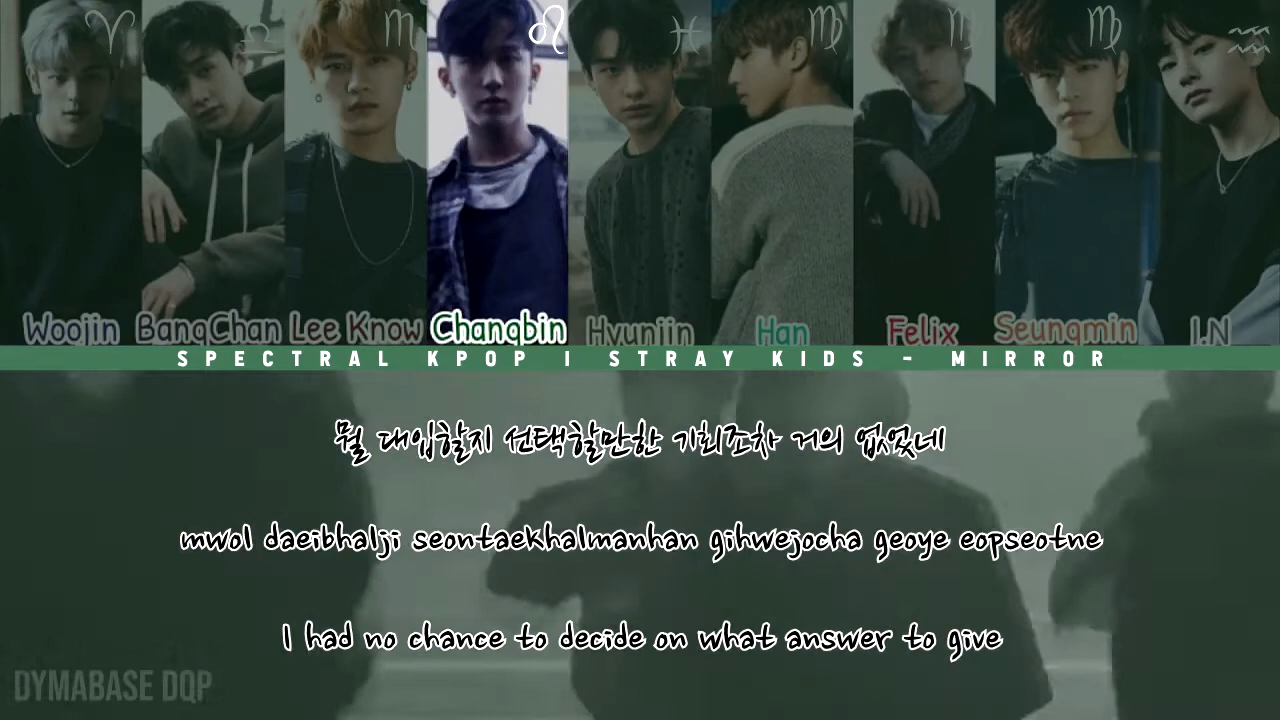 Woojin BangChan Lee Know Changbin Hyunjin Han Felix Seungmin I.N
SPECTRAL KPOP | STRAY KIDS - MIRROR
뭘 대입할지 선택할만한 기회조차 거의 없었네
mwol daeibhalji seontaekhalmanhan gihwejocha geoye eopseotne
I had no chance to decide on what answer to give
DYMABASE DQP